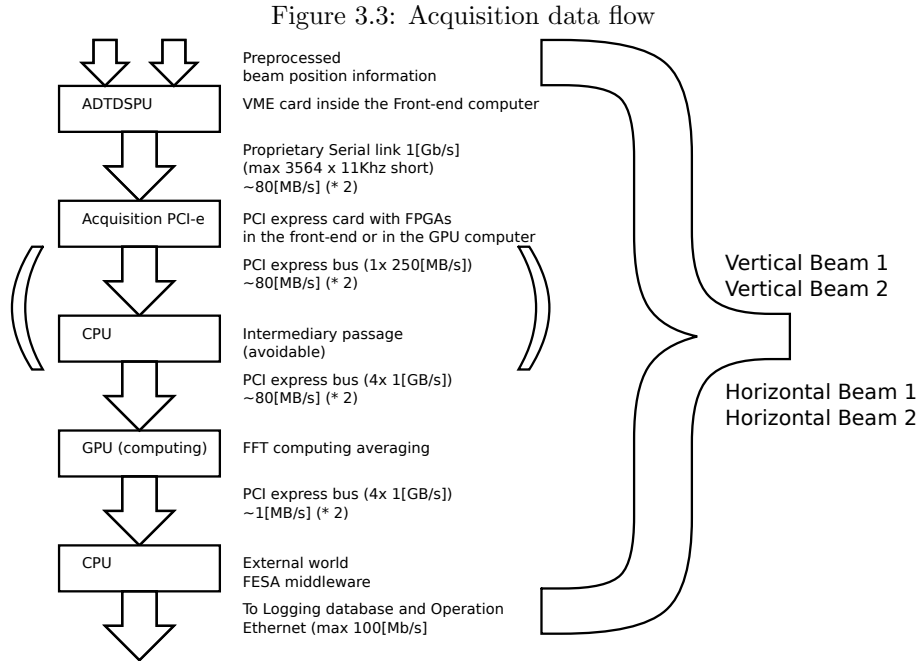 Figure 3.3: Acquisition data flow
Preprocessed
beam position information
ADTDSPU
VME card inside the Front-end computer
Proprietary Serial link 1[Gb/s]
(max 3564 x 11Khz short)
~80[MB/s] (* 2)
Acquisition PCI-e
PCI express card with FPGAs
in the front-end or in the GPU computer
PCI express bus (1x 250[MB/s])
~80[MB/s] (* 2)
CPU
Intermediary passage
(avoidable)
PCI express bus (4x 1[GB/s])
~80[MB/s] (* 2)
GPU (computing)
FFT computing averaging
PCI express bus (4x 1[GB/s])
~1[MB/s] (* 2)
CPU
External world
FESA middleware
To Logging database and Operation
Ethernet (max 100[Mb/s]
Vertical Beam 1
Vertical Beam 2
Horizontal Beam 1
Horizontal Beam 2